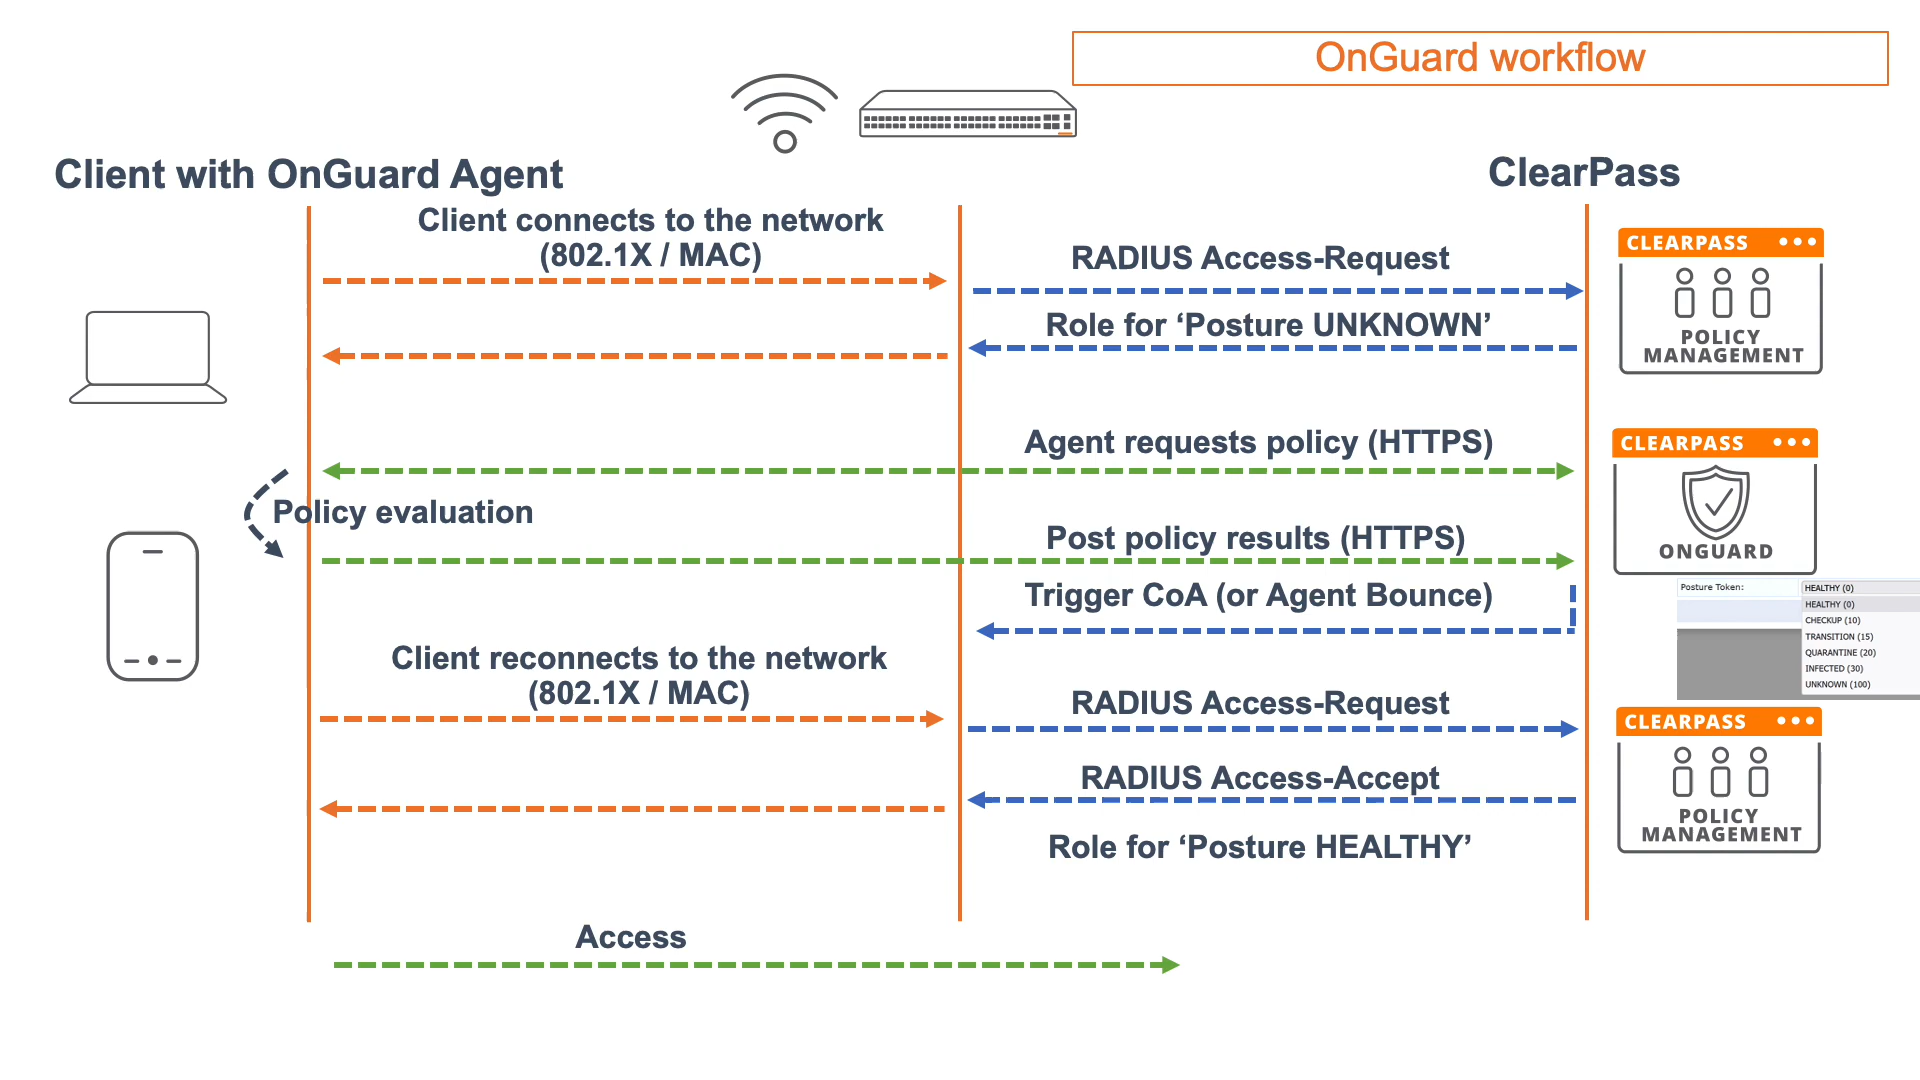 OnGuard workflow
Client with OnGuard Agent
ClearPass
Client connects to the network
(802.1X / MAC)
RADIUS Access-Request
CLEARPASS
Role for ‘Posture UNKNOWN’
POLICY
MANAGEMENT
Agent requests policy (HTTPS)
CLEARPASS
Policy evaluation
Post policy results (HTTPS)
ONGUARD
Trigger CoA (or Agent Bounce)
Posture Token:
HEALTHY (0)
HEALTHY (0)
CHECKUP (10)
TRANSITION (15)
QUARANTINE (20)
INFECTED (30)
UNKNOWN (100)
Client reconnects to the network
(802.1X / MAC)
RADIUS Access-Request
CLEARPASS
RADIUS Access-Accept
POLICY
MANAGEMENT
Role for ‘Posture HEALTHY’
Access